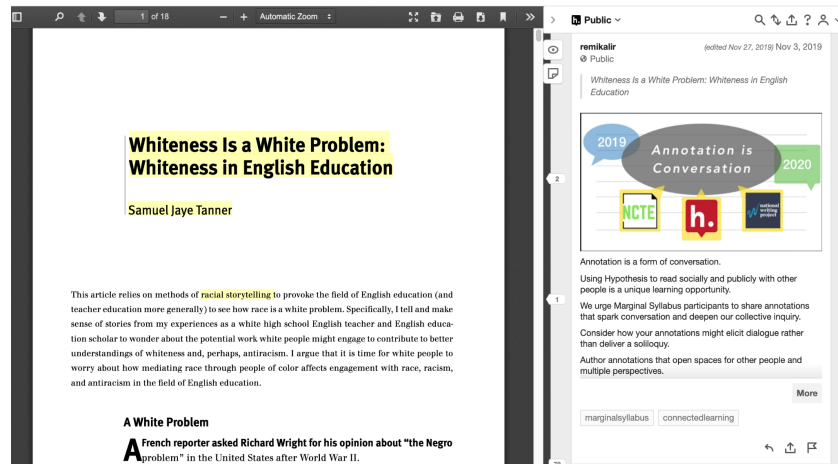 1 of 18
Automatic Zoom
Whiteness Is a White Problem:
Whiteness in English Education
Samuel Jaye Tanner
This article relies on methods of racial storytelling to provoke the field of English education (and
teacher education more generally) to see how race is a white problem. Specifically, I tell and make
sense of stories from my experiences as a white high school English teacher and English educa-
tion scholar to wonder about the potential work white people might engage to contribute to better
understandings of whiteness and, perhaps, antiracism. I argue that it is time for white people to
worry about how mediating race through people of color affects engagement with race, racism,
and antiracism in the field of English education.
A White Problem
A French reporter asked Richard Wright for his opinion about “the Negro
problem” in the United States after World War II.
2
1
h. Public
remikalir
(edited Nov 27, 2019) Nov 3, 2019
Public
Whiteness Is a White Problem: Whiteness in English
Education
2019
Annotation is
Conversation
2020
NCTE
h.
national
writing
project
Annotation is a form of conversation.
Using Hypothesis to read socially and publicly with other
people is a unique learning opportunity.
We urge Marginal Syllabus participants to share annotations
that spark conversation and deepen our collective inquiry.
Consider how your annotations might elicit dialogue rather
than deliver a soliloquy.
Author annotations that open spaces for other people and
multiple perspectives.
More
marginalsyllabus
connectedlearning